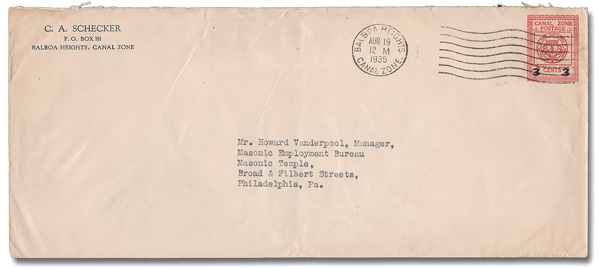 C. A. SCHECKER
P. O. BOX 111
BALBOA HEIGHTS, CANAL ZONE
BALBOA HEIGHTS
AUG 19
12 M
1935
CANAL ZONE
CANAL ZONE
POSTAGE
CENTS
3 3
Mr. Howard Vanderpool, Manager,
Masonic Employment Bureau
Masonic Temple,
Broad & Filbert Streets,
Philadelphia, Pa.